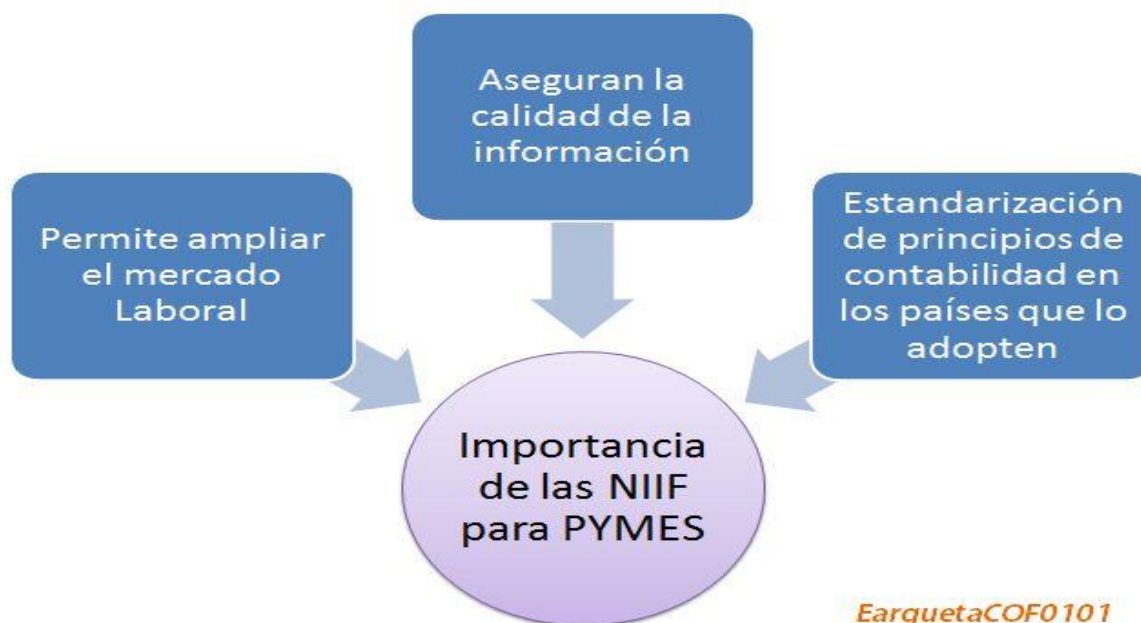 Aseguran la
calidad de la
información
Permite ampliar
el mercado
Laboral
Estandarización
de principios de
contabilidad en
los países que lo
adopten
Importancia
de las NIIF
para PYMES
EarquetaCOF0101